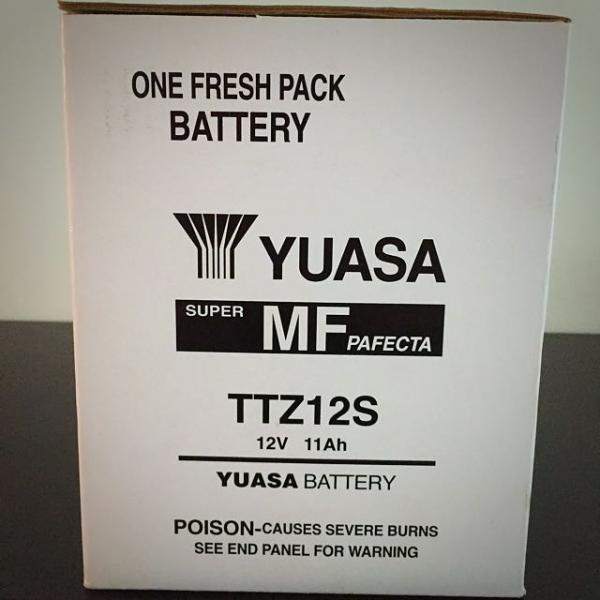 ONE FRESH PACK
BATTERY
YUASA
SUPER MF PAFECTA
TTZ12S
12V 11Ah
YUASA BATTERY
POISON-CAUSES SEVERE BURNS
SEE END PANEL FOR WARNING